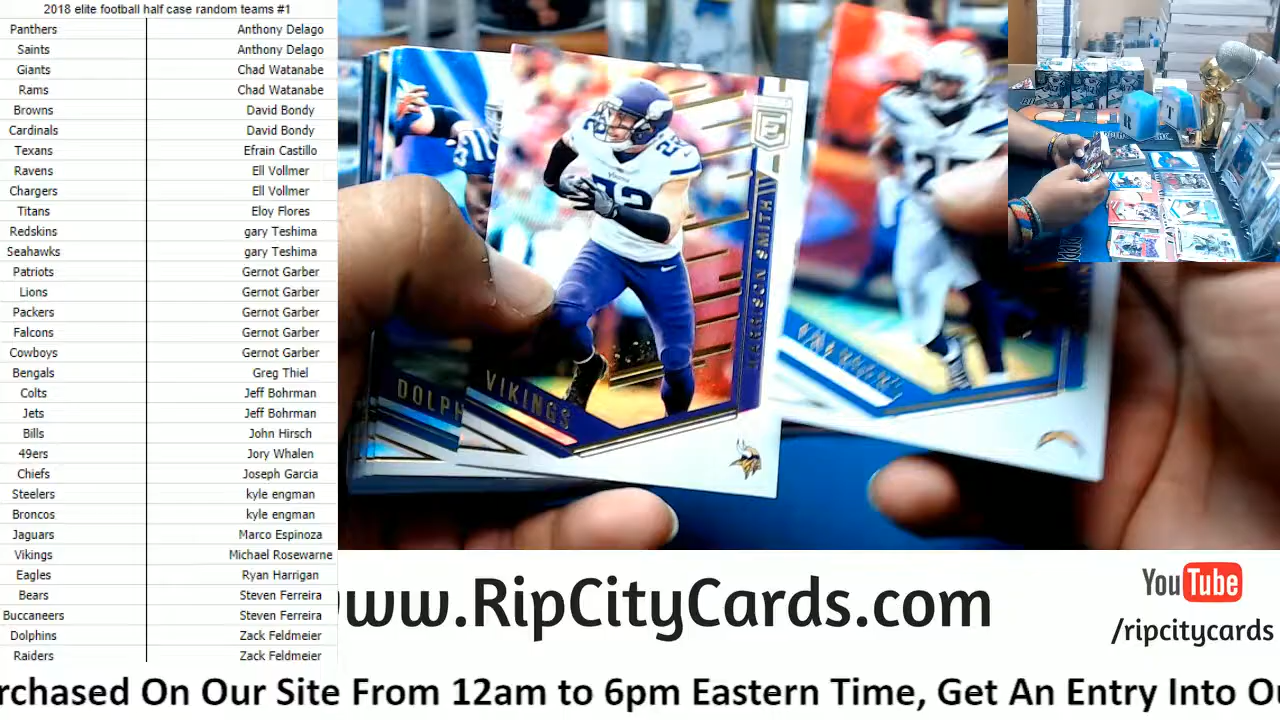 2018 elite football half case random teams #1
Panthers Anthony Delago
Saints Anthony Delago
Giants Chad Watanabe
Rams Chad Watanabe
Browns David Bondy
Cardinals David Bondy
Texans Efrain Castillo
Ravens Ell Vollmer
Chargers Ell Vollmer
Titans Eloy Flores
Redskins gary Teshima
Seahawks gary Teshima
Patriots Gernot Garber
Lions Gernot Garber
Packers Gernot Garber
Falcons Gernot Garber
Cowboys Gernot Garber
Bengals Greg Thiel
Colts Jeff Bohrman
Jets Jeff Bohrman
Bills John Hirsch
49ers Jory Whalen
Chiefs Joseph Garcia
Steelers kyle engman
Broncos kyle engman
Jaguars Marco Espinoza
Vikings Michael Rosewarne
Eagles Ryan Harrigan
Bears Steven Ferreira
Buccaneers Steven Ferreira
Dolphins Zack Feldmeier
Raiders Zack Feldmeier
E
HARRISON SMITH
VIKINGS
22
DOLPH
ww.RipCityCards.com
YouTube
/ripcitycards
rchased On Our Site From 12am to 6pm Eastern Time, Get An Entry Into O